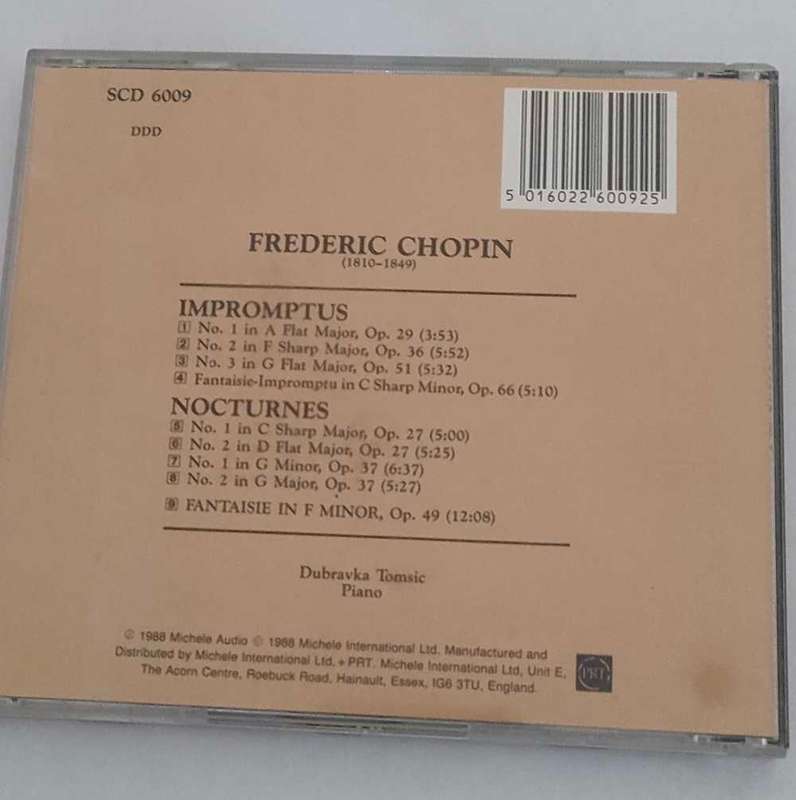 SCD 6009
DDD
5 016022 600925
FREDERIC CHOPIN
(1810–1849)
IMPROMPTUS
1 No. 1 in A Flat Major, Op. 29 (3:53)
2 No. 2 in F Sharp Major, Op. 36 (5:52)
3 No. 3 in G Flat Major, Op. 51 (5:32)
4 Fantaisie-Impromptu in C Sharp Minor, Op. 66 (5:10)
NOCTURNES
5 No. 1 in C Sharp Major, Op. 27 (5:00)
6 No. 2 in D Flat Major, Op. 27 (5:25)
7 No. 1 in G Minor, Op. 37 (6:37)
8 No. 2 in G Major, Op. 37 (5:27)
9 FANTAISIE IN F MINOR, Op. 49 (12:08)
Dubravka Tomsic
Piano
℗ 1988 Michele Audio © 1988 Michele International Ltd. Manufactured and
Distributed by Michele International Ltd. + PRT. Michele International Ltd, Unit E,
The Acorn Centre, Roebuck Road, Hainault, Essex, IG6 3TU, England.
PRT